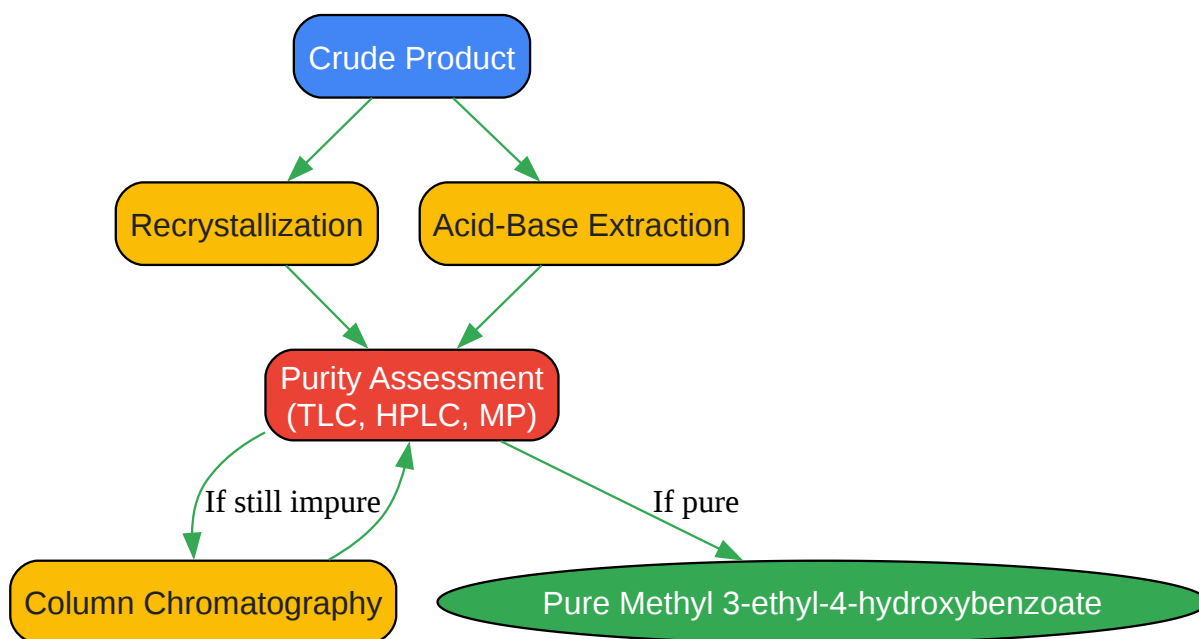 Crude Product
Recrystallization
Acid-Base Extraction
Purity Assessment
(TLC, HPLC, MP)
If still impure
If pure
Column Chromatography
Pure Methyl 3-ethyl-4-hydroxybenzoate